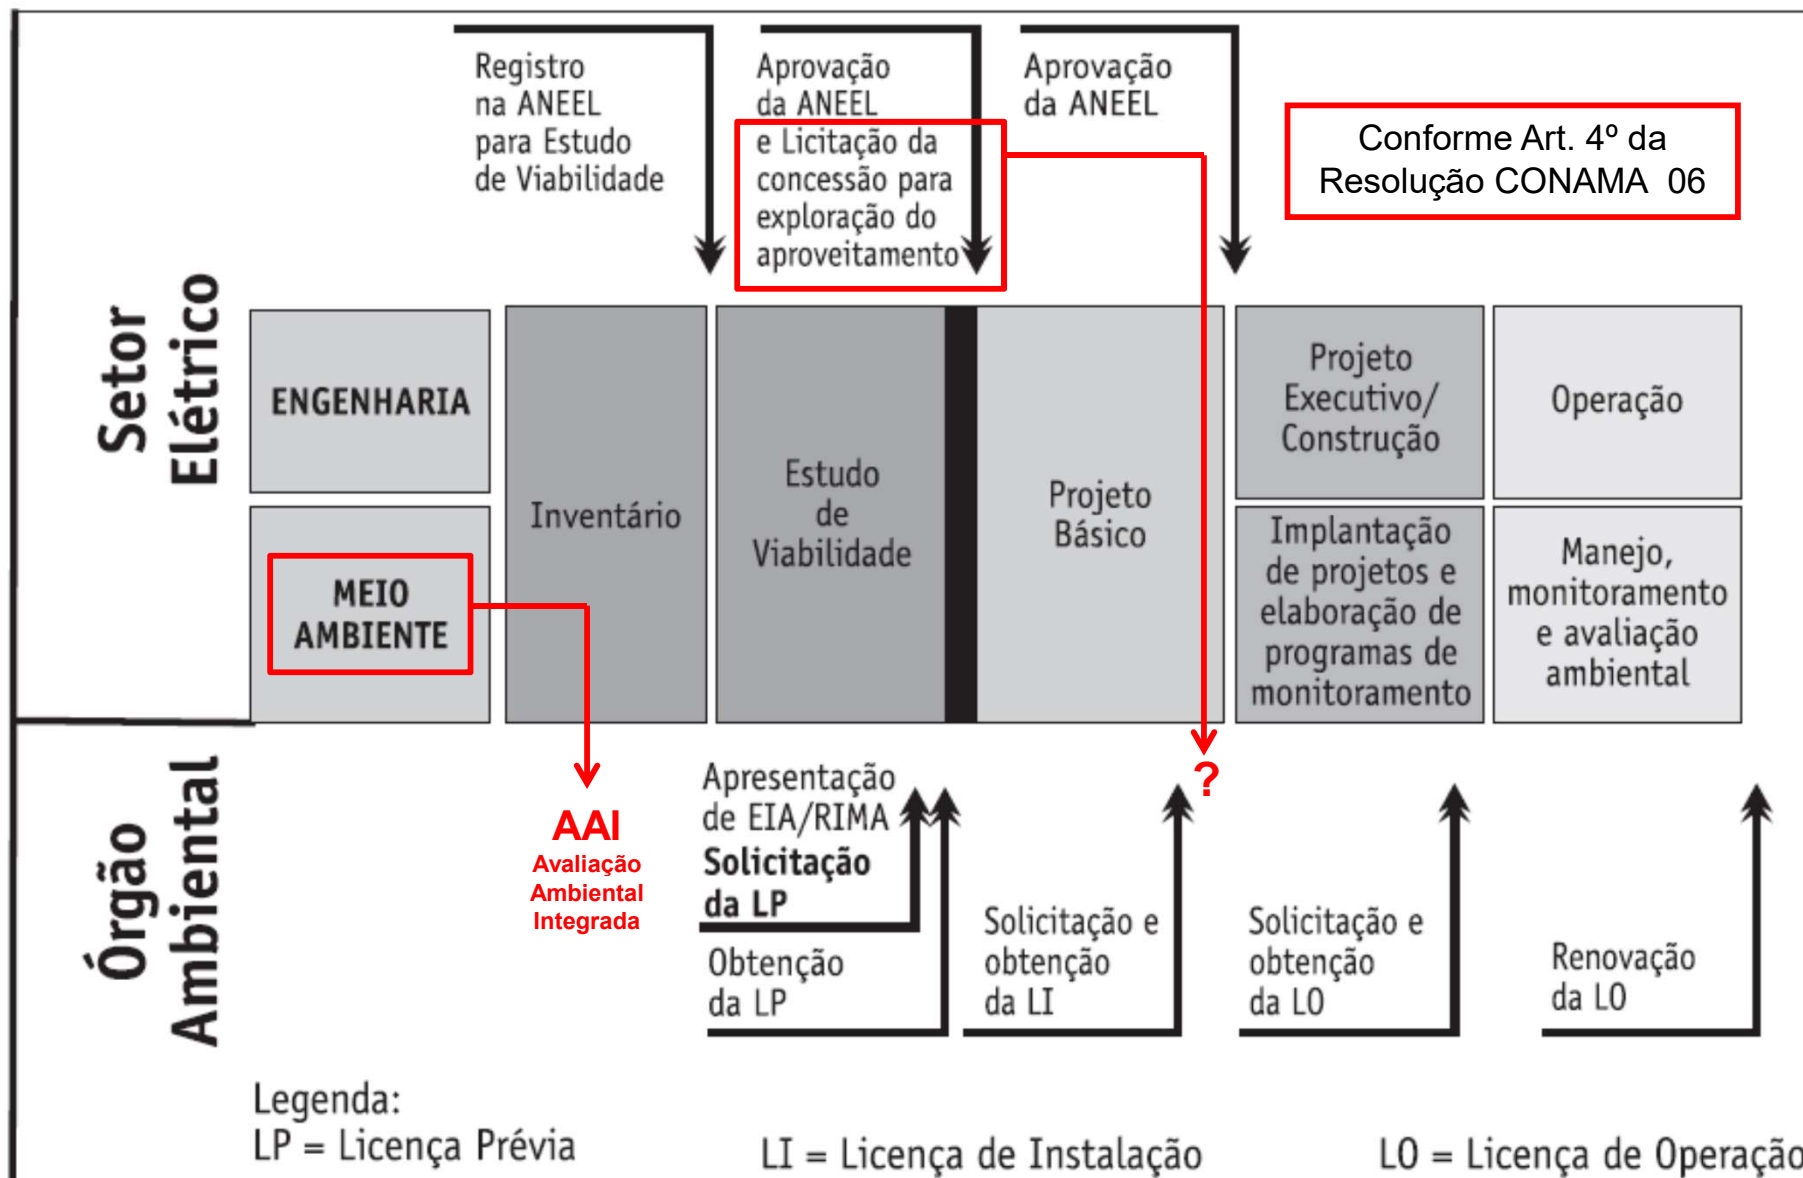 Registro
na ANEEL
para Estudo
de Viabilidade
Aprovação
da ANEEL
e Licitação da
concessão para
exploração do
aproveitamento
Aprovação
da ANEEL
Conforme Art. 4º da
Resolução CONAMA 06
Setor
Elétrico
ENGENHARIA
MEIO
AMBIENTE
Inventário
Estudo
de
Viabilidade
Projeto
Básico
Projeto
Executivo/
Construção
Operação
Implantação
de projetos e
elaboração de
programas de
monitoramento
Manejo,
monitoramento
e avaliação
ambiental
Órgão
Ambiental
AAI
Avaliação
Ambiental
Integrada
Apresentação
de EIA/RIMA
Solicitação
da LP
Obtenção
da LP
?
Solicitação e
obtenção
da LI
Solicitação e
obtenção
da LO
Renovação
da LO
Legenda:
LP = Licença Prévia
LI = Licença de Instalação
LO = Licença de Operação